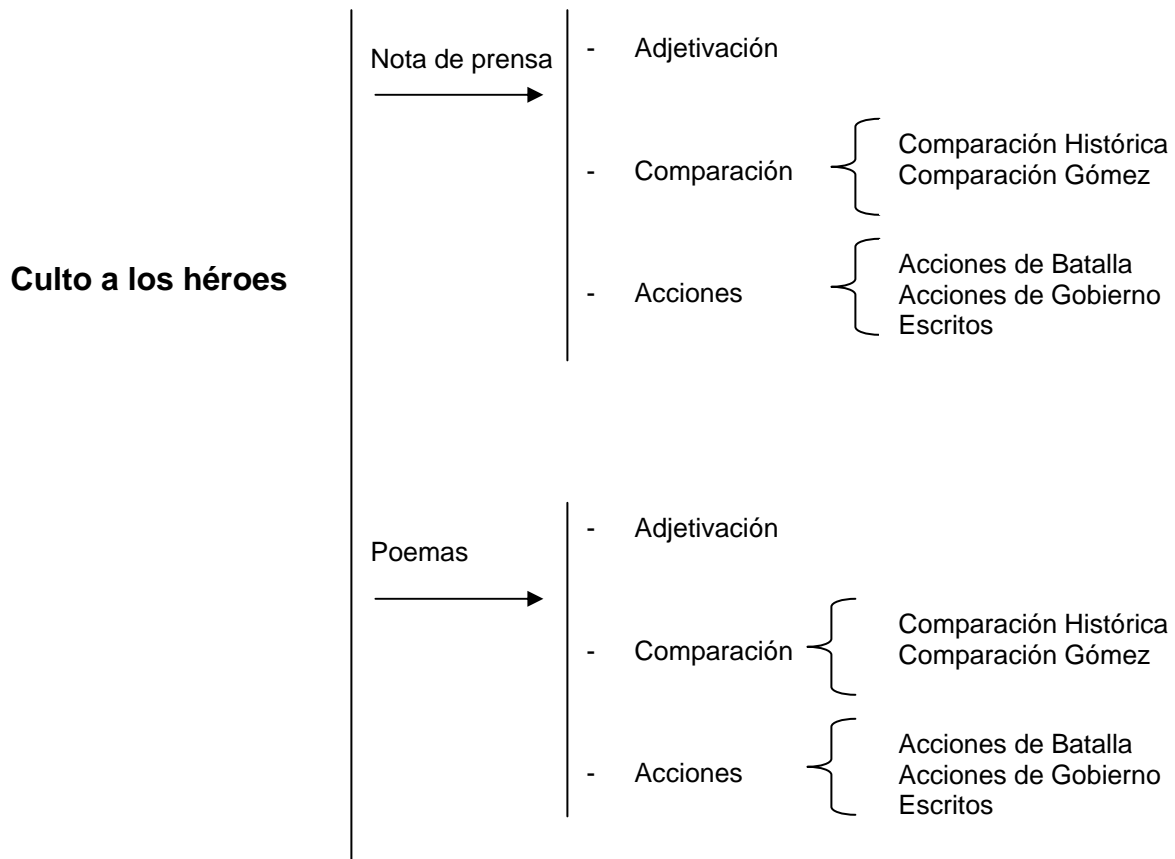 Culto a los héroes
Nota de prensa
- Adjetivación
- Comparación
Comparación Histórica
Comparación Gómez
- Acciones
Acciones de Batalla
Acciones de Gobierno
Escritos
Poemas
- Adjetivación
- Comparación
Comparación Histórica
Comparación Gómez
- Acciones
Acciones de Batalla
Acciones de Gobierno
Escritos